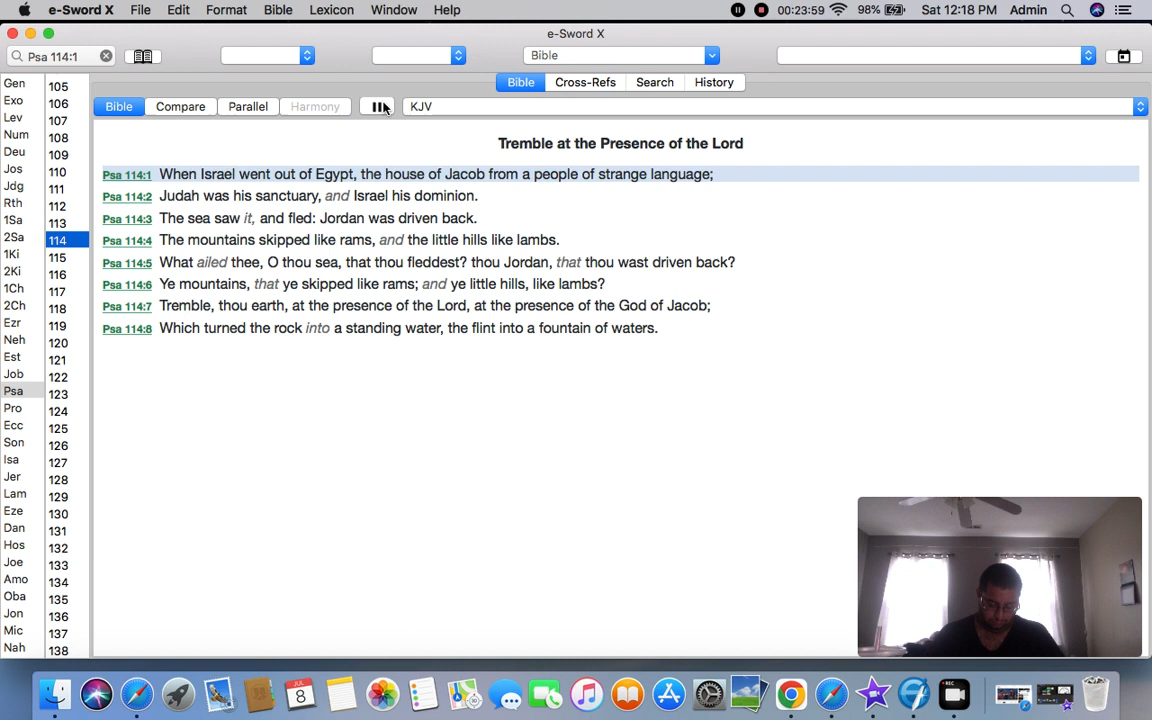 e-Sword X File Edit Format Bible Lexicon Window Help 00:23:59 98% Sat 12:18 PM Admin
e-Sword X
Psa 114:1 Bible
Bible Cross-Refs Search History
Bible Compare Parallel Harmony KJV
Gen
Exo
Lev
Num
Deu
Jos
Jdg
Rth
1Sa
2Sa
1Ki
2Ki
1Ch
2Ch
Ezr
Neh
Est
Job
Psa
Pro
Ecc
Son
Isa
Jer
Lam
Eze
Dan
Hos
Joe
Amo
Oba
Jon
Mic
Nah
105
106
107
108
109
110
111
112
113
114
115
116
117
118
119
120
121
122
123
124
125
126
127
128
129
130
131
132
133
134
135
136
137
138
Tremble at the Presence of the Lord
Psa 114:1 When Israel went out of Egypt, the house of Jacob from a people of strange language;
Psa 114:2 Judah was his sanctuary, and Israel his dominion.
Psa 114:3 The sea saw it, and fled: Jordan was driven back.
Psa 114:4 The mountains skipped like rams, and the little hills like lambs.
Psa 114:5 What ailed thee, O thou sea, that thou fleddest? thou Jordan, that thou wast driven back?
Psa 114:6 Ye mountains, that ye skipped like rams; and ye little hills, like lambs?
Psa 114:7 Tremble, thou earth, at the presence of the Lord, at the presence of the God of Jacob;
Psa 114:8 Which turned the rock into a standing water, the flint into a fountain of waters.
8
REC